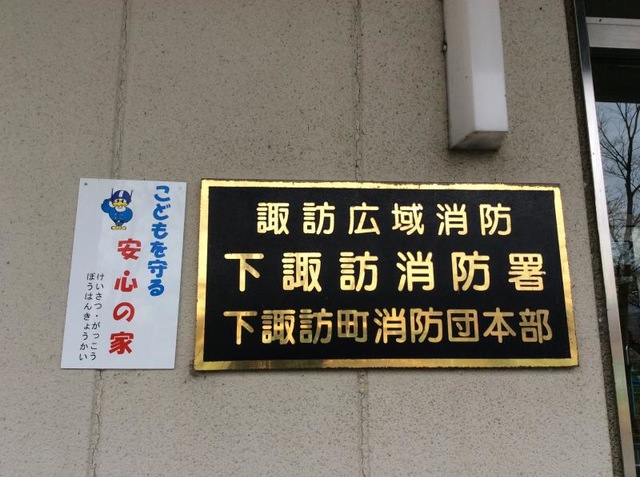 こどもを守る
安心の家
けいさつ・がっこう
ぼうはんきょうかい
諏訪広域消防
下諏訪消防署
下諏訪町消防団本部